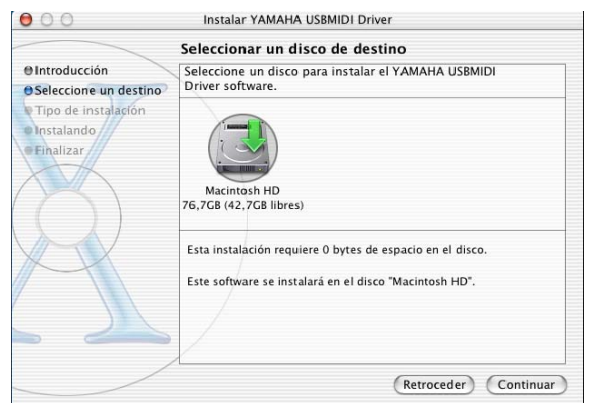 Instalar YAMAHA USBMIDI Driver
Seleccionar un disco de destino
Introducción
Seleccione un destino
Tipo de instalación
Instalando
Finalizar
Seleccione un disco para instalar el YAMAHA USBMIDI
Driver software.
Macintosh HD
76,7GB (42,7GB libres)
Esta instalación requiere 0 bytes de espacio en el disco.
Este software se instalará en el disco "Macintosh HD".
Retroceder
Continuar